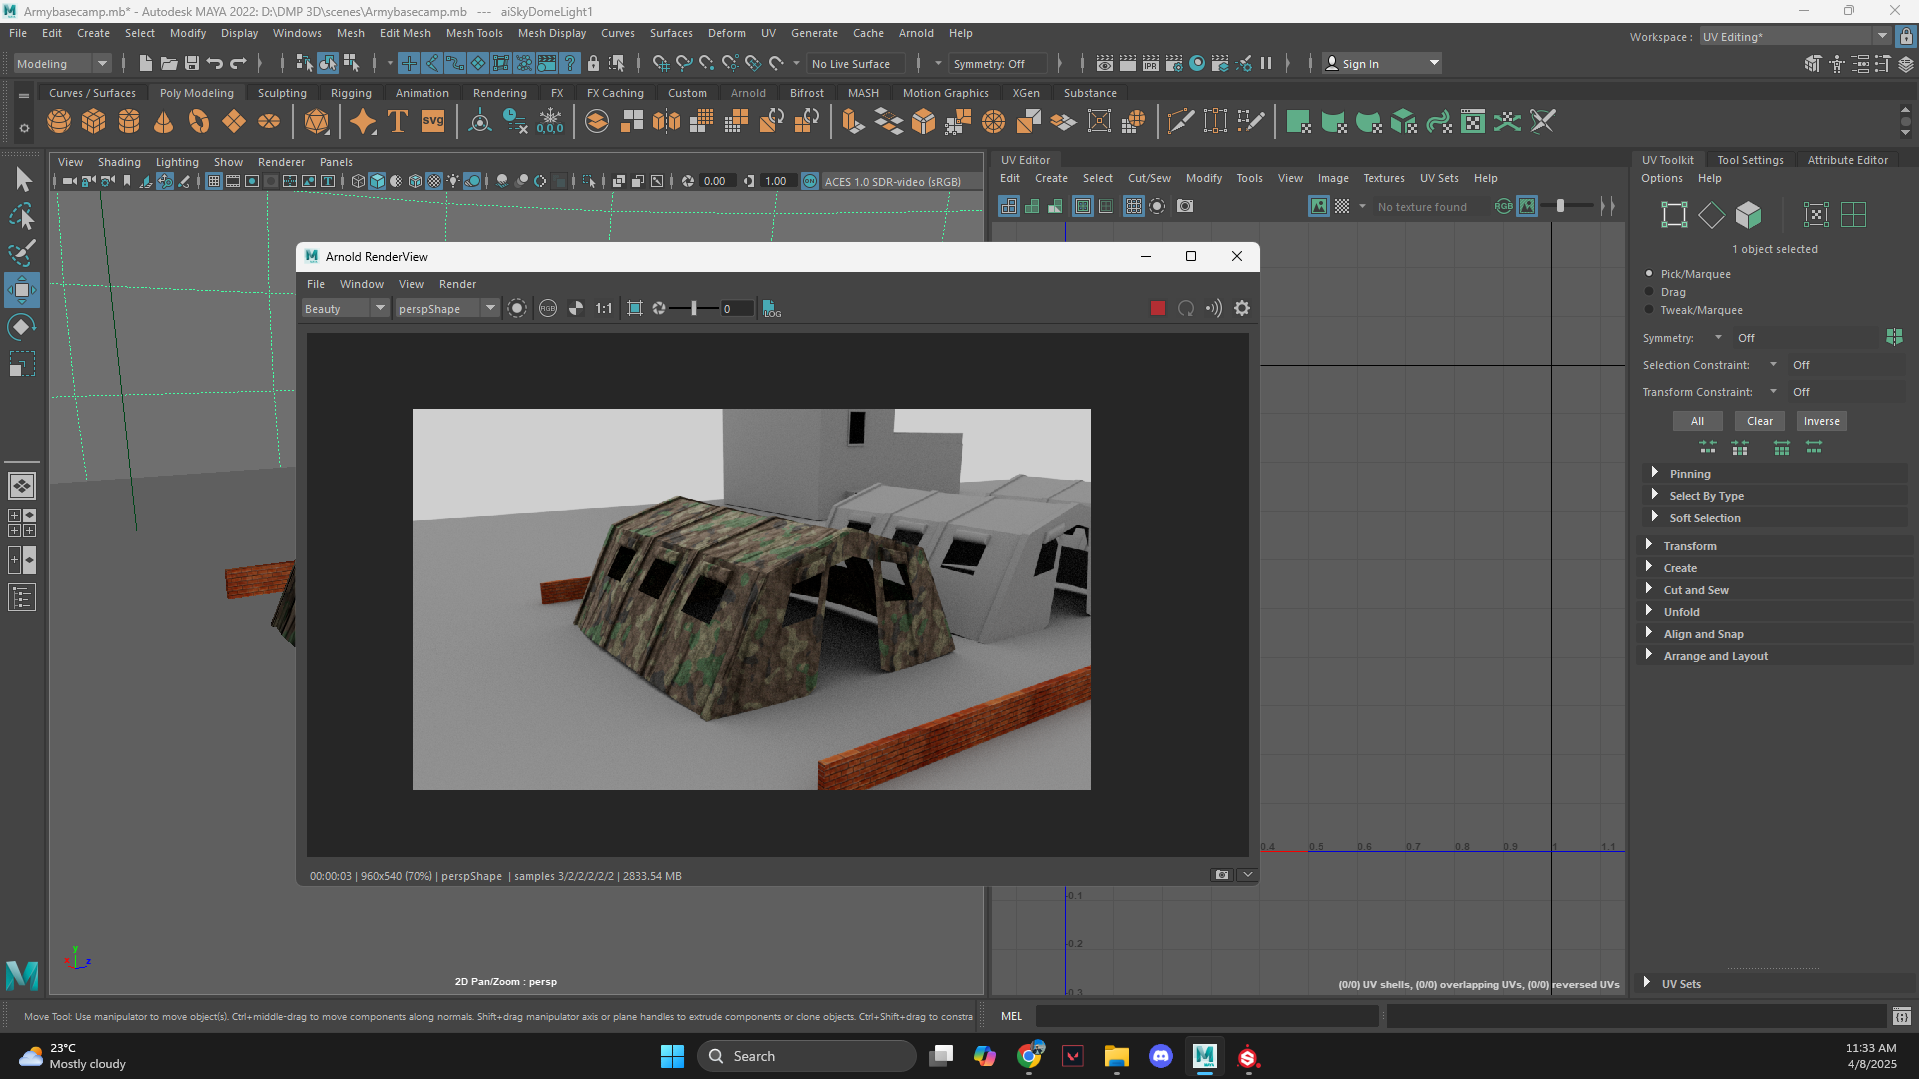 Armybasecamp.mb* - Autodesk MAYA 2022: D:\DMP 3D\scenes\Armybasecamp.mb --- aiSkyDomeLight1
File Edit Create Select Modify Display Windows Mesh Edit Mesh Mesh Tools Mesh Display Curves Surfaces Deform UV Generate Cache Arnold Help
Workspace : UV Editing*
Modeling
No Live Surface
Symmetry: Off
Sign In
Curves / Surfaces Poly Modeling Sculpting Rigging Animation Rendering FX FX Caching Custom Arnold Bifrost MASH Motion Graphics XGen Substance
T
svg
0,0,0
View Shading Lighting Show Renderer Panels
0.00
1.00
ACES 1.0 SDR-video (sRGB)
UV Editor
Create Select Cut/Sew Modify Tools View Image Textures UV Sets Help
Edit
No texture found
RGB
UV Toolkit Tool Settings Attribute Editor
Options Help
1 object selected
Pick/Marquee
Drag
Tweak/Marquee
Symmetry: Off
Selection Constraint: Off
Transform Constraint: Off
All Clear Inverse
Pinning
Select By Type
Soft Selection
Transform
Create
Cut and Sew
Unfold
Align and Snap
Arrange and Layout
UV Sets
Arnold RenderView
File Window View Render
Beauty
perspShape
RGB
1:1
0
LOG
00:00:03 | 960x540 (70%) | perspShape | samples 3/2/2/2/2/2 | 2833.54 MB
0.4 0.5 0.6 0.7 0.8 0.9 1 1.1
-0.1
-0.2
-0.3
(0/0) UV shells, (0/0) overlapping UVs, (0/0) reversed UVs
y
x z
2D Pan/Zoom : persp
Move Tool: Use manipulator to move object(s). Ctrl+middle-drag to move components along normals. Shift+drag manipulator axis or plane handles to extrude components or clone objects. Ctrl+Shift+drag to constra
MEL
23°C
Mostly cloudy
Search
11:33 AM
4/8/2025